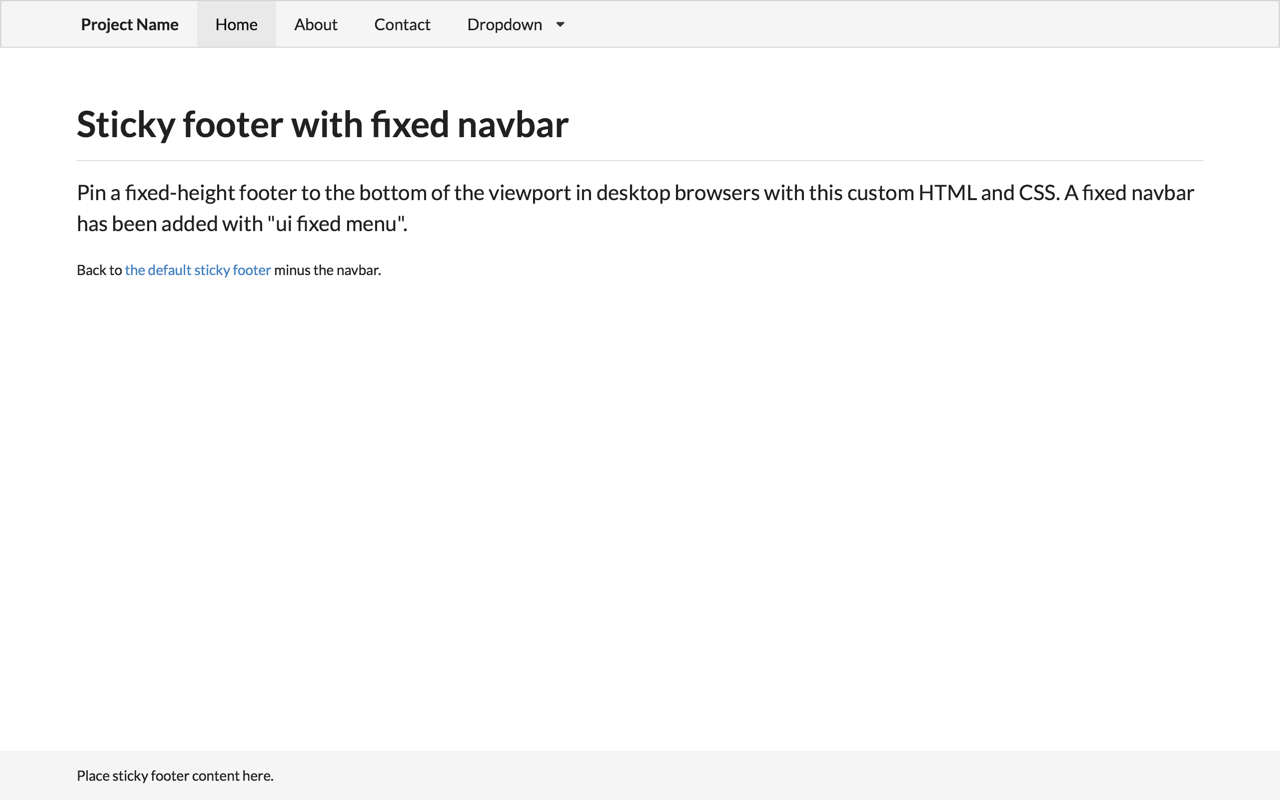 Project Name Home About Contact Dropdown
Sticky footer with fixed navbar
Pin a fixed-height footer to the bottom of the viewport in desktop browsers with this custom HTML and CSS. A fixed navbar
has been added with "ui fixed menu".
Back to the default sticky footer minus the navbar.
Place sticky footer content here.